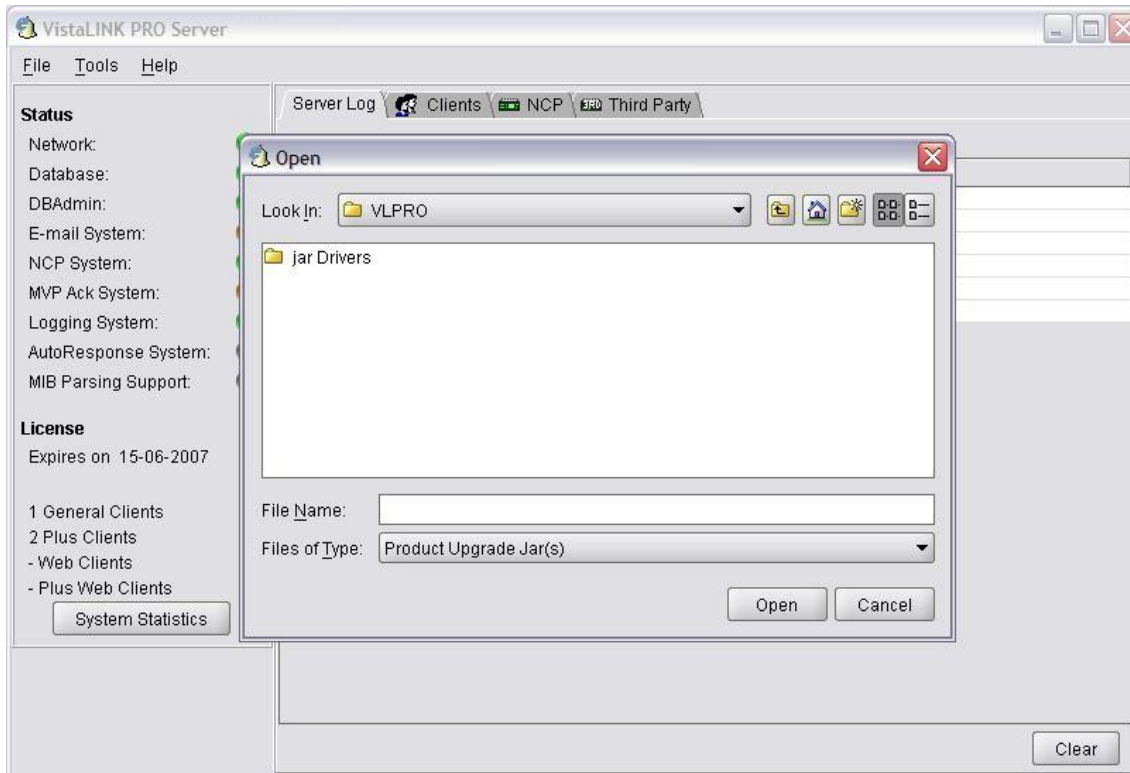 VistaLINK PRO Server
File Tools Help
Status
Network:
Database:
DBAdmin:
E-mail System:
NCP System:
MVP Ack System:
Logging System:
AutoResponse System:
MIB Parsing Support:
License
Expires on 15-06-2007
1 General Clients
2 Plus Clients
- Web Clients
- Plus Web Clients
System Statistics
Server Log Clients NCP Third Party
Open
Look In: VLPRO
jar Drivers
File Name:
Files of Type: Product Upgrade Jar(s)
Open Cancel
Clear